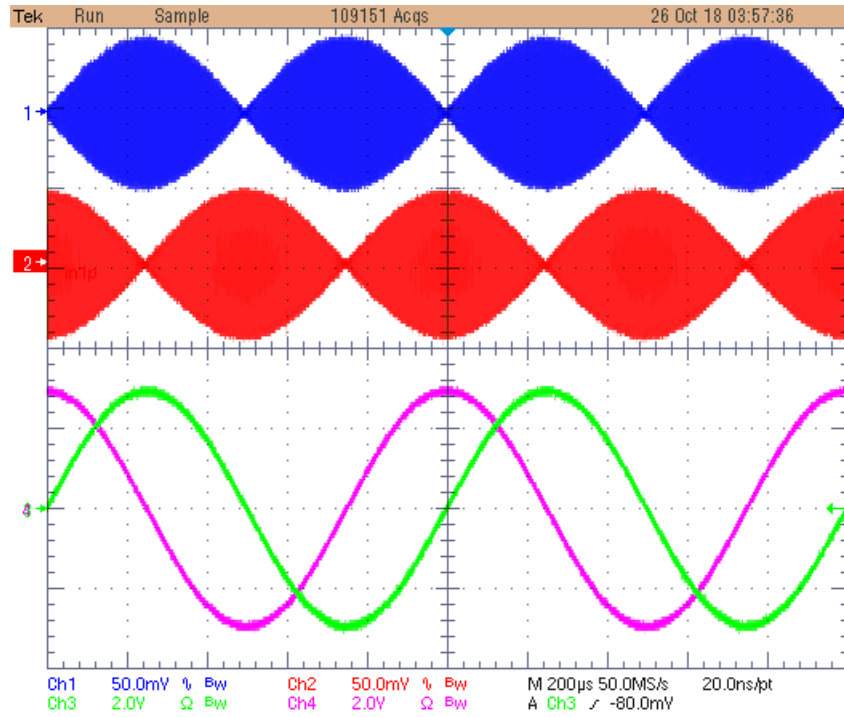 Tek Run Sample 109151 Acqs 26 Oct 18 03:57:36
1
2
in1p
Ch1 50.0mV ∿ Bw Ch2 50.0mV ∿ Bw M 200µs 50.0MS/s 20.0ns/pt
Ch3 2.0V Ω Bw Ch4 2.0V Ω Bw A Ch3 ∕ -80.0mV